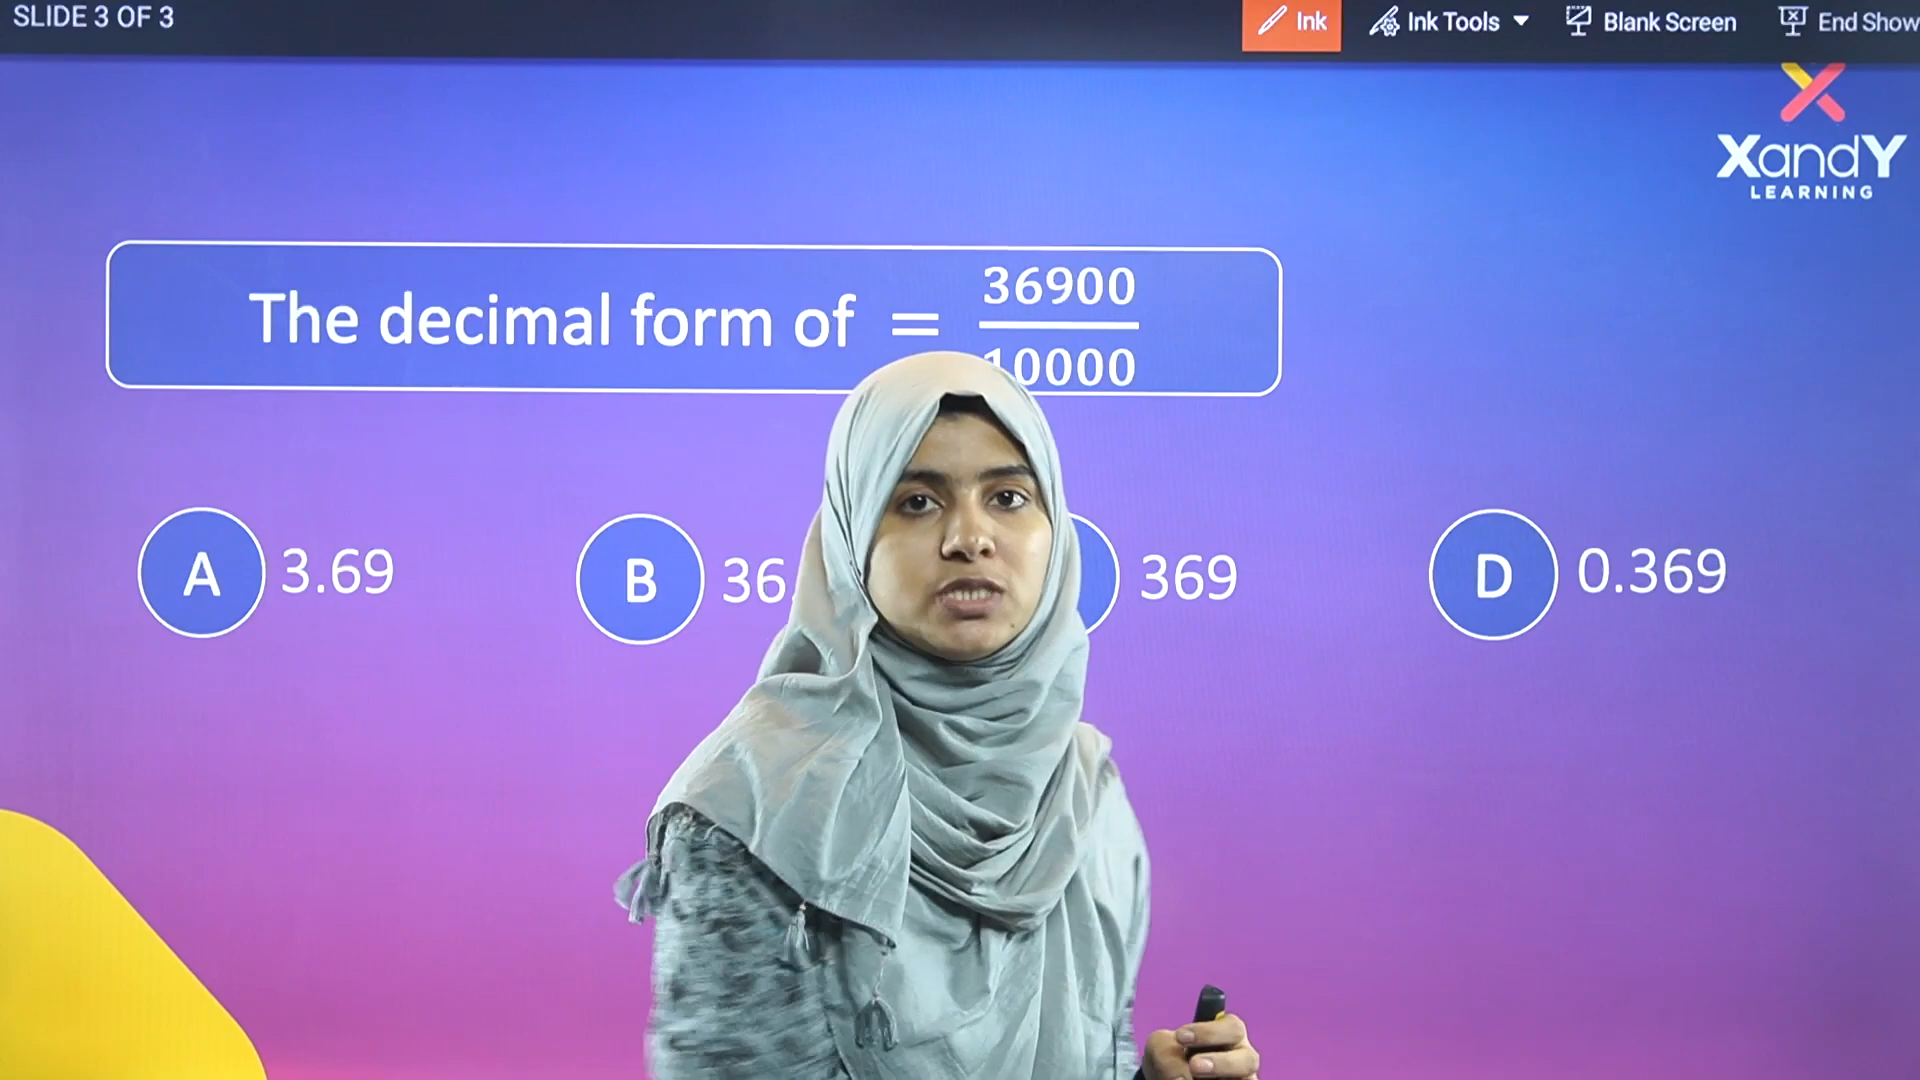 SLIDE 3 OF 3
Ink
Ink Tools
Blank Screen
End Show
XandY
LEARNING
The decimal form of =
36900
10000
A 3.69
B 36.
369
D 0.369